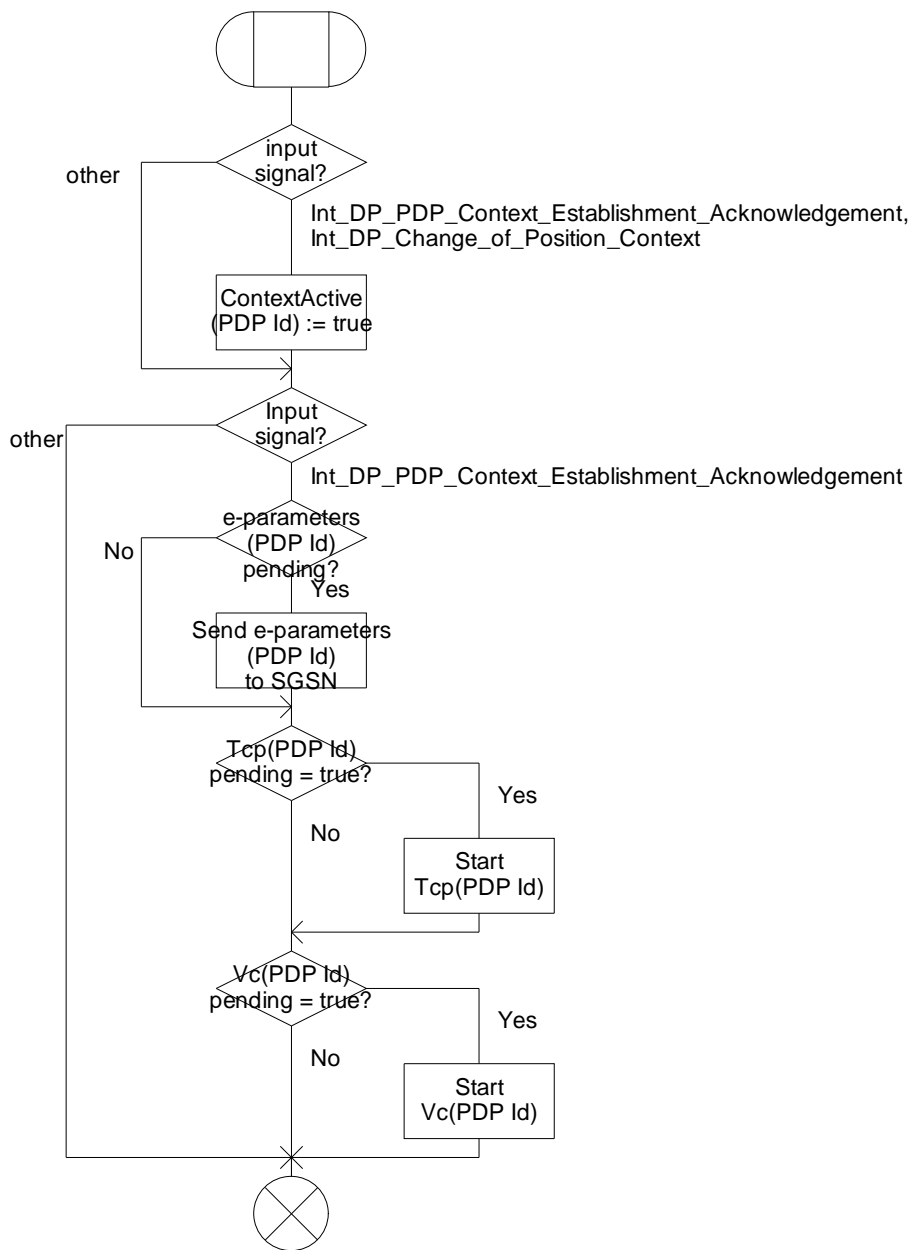 input
signal?
other
Int_DP_PDP_Context_Establishment_Acknowledgement,
Int_DP_Change_of_Position_Context
ContextActive
(PDP Id) := true
Input
signal?
other
Int_DP_PDP_Context_Establishment_Acknowledgement
e-parameters
(PDP Id)
pending?
No
Yes
Send e-parameters
(PDP Id)
to SGSN
Tcp(PDP Id)
pending = true?
Yes
No
Start
Tcp(PDP Id)
Vc(PDP Id)
pending = true?
Yes
No
Start
Vc(PDP Id)